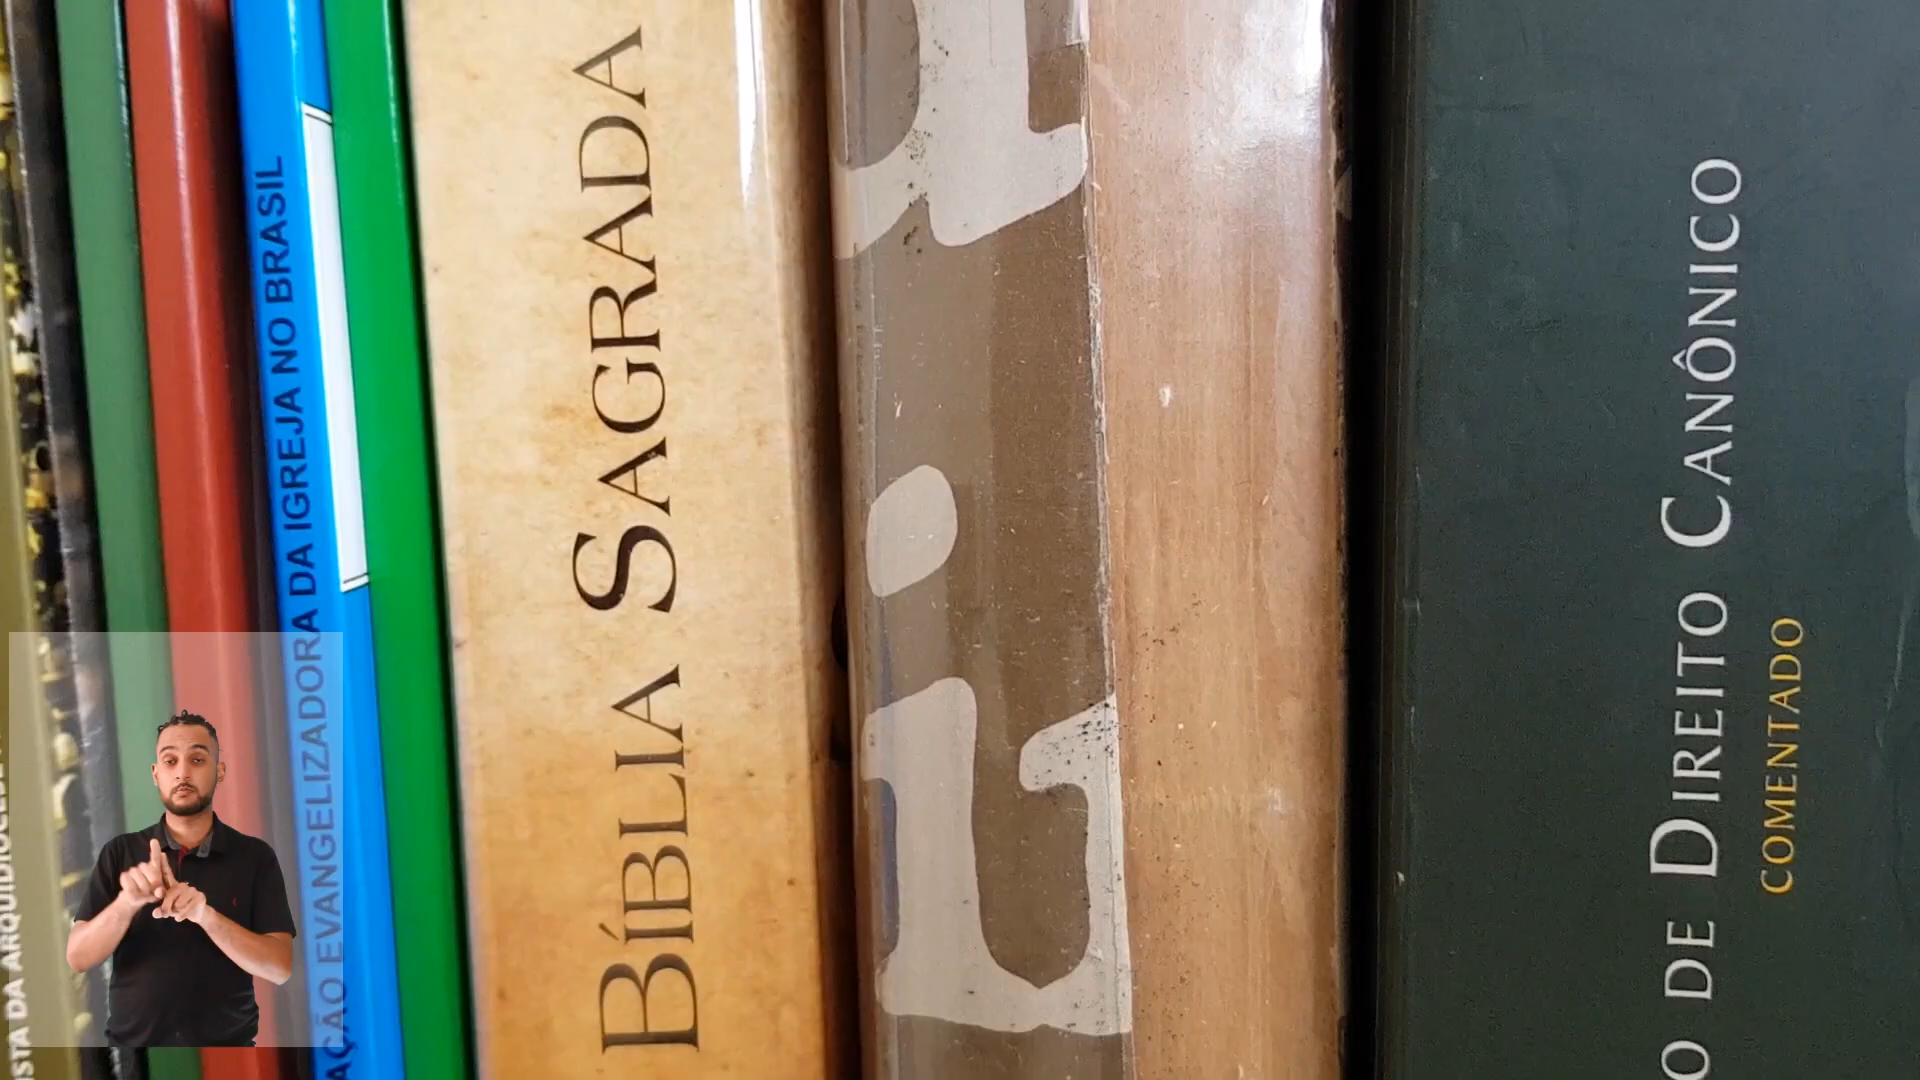 ISTA DA ARQUIDIOCESE
AÇÃO EVANGELIZADORA DA IGREJA NO BRASIL
BÍBLIA SAGRADA
O DE DIREITO CANÔNICO
COMENTADO